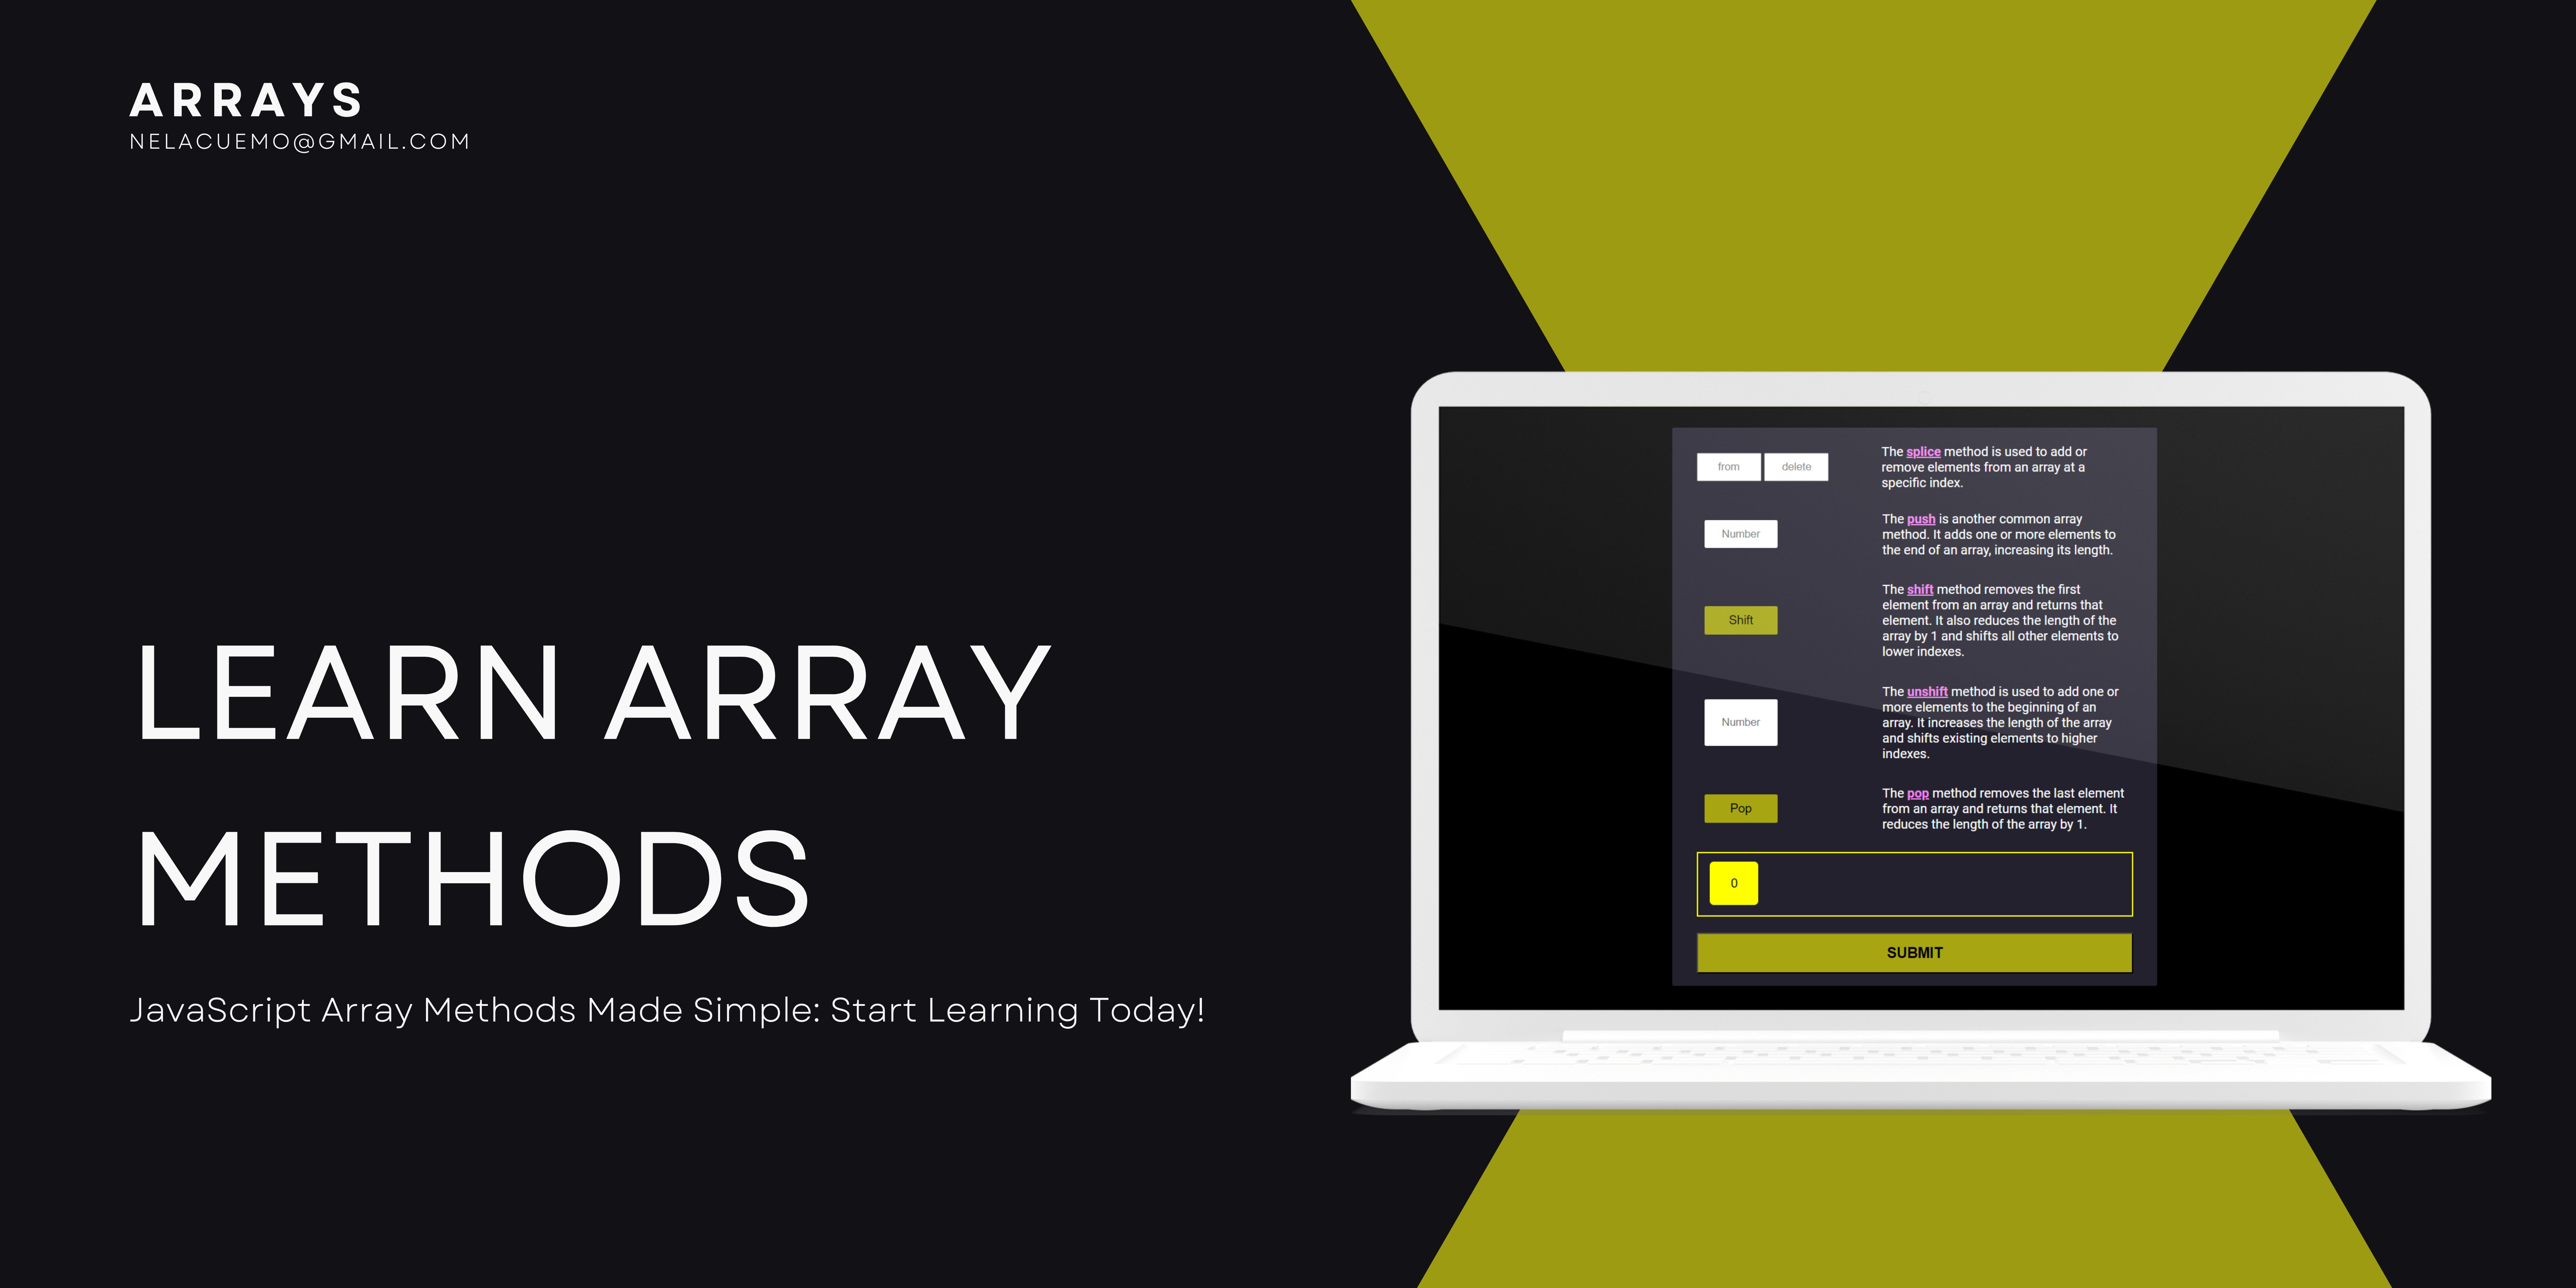 ARRAYS
NELACUEMO@GMAIL.COM
LEARN ARRAY
METHODS
JavaScript Array Methods Made Simple: Start Learning Today!
from delete
The splice method is used to add or
remove elements from an array at a
specific index.
Number
The push is another common array
method. It adds one or more elements to
the end of an array, increasing its length.
Shift
The shift method removes the first
element from an array and returns that
element. It also reduces the length of the
array by 1 and shifts all other elements to
lower indexes.
Number
The unshift method is used to add one or
more elements to the beginning of an
array. It increases the length of the array
and shifts existing elements to higher
indexes.
Pop
The pop method removes the last element
from an array and returns that element. It
reduces the length of the array by 1.
0
SUBMIT